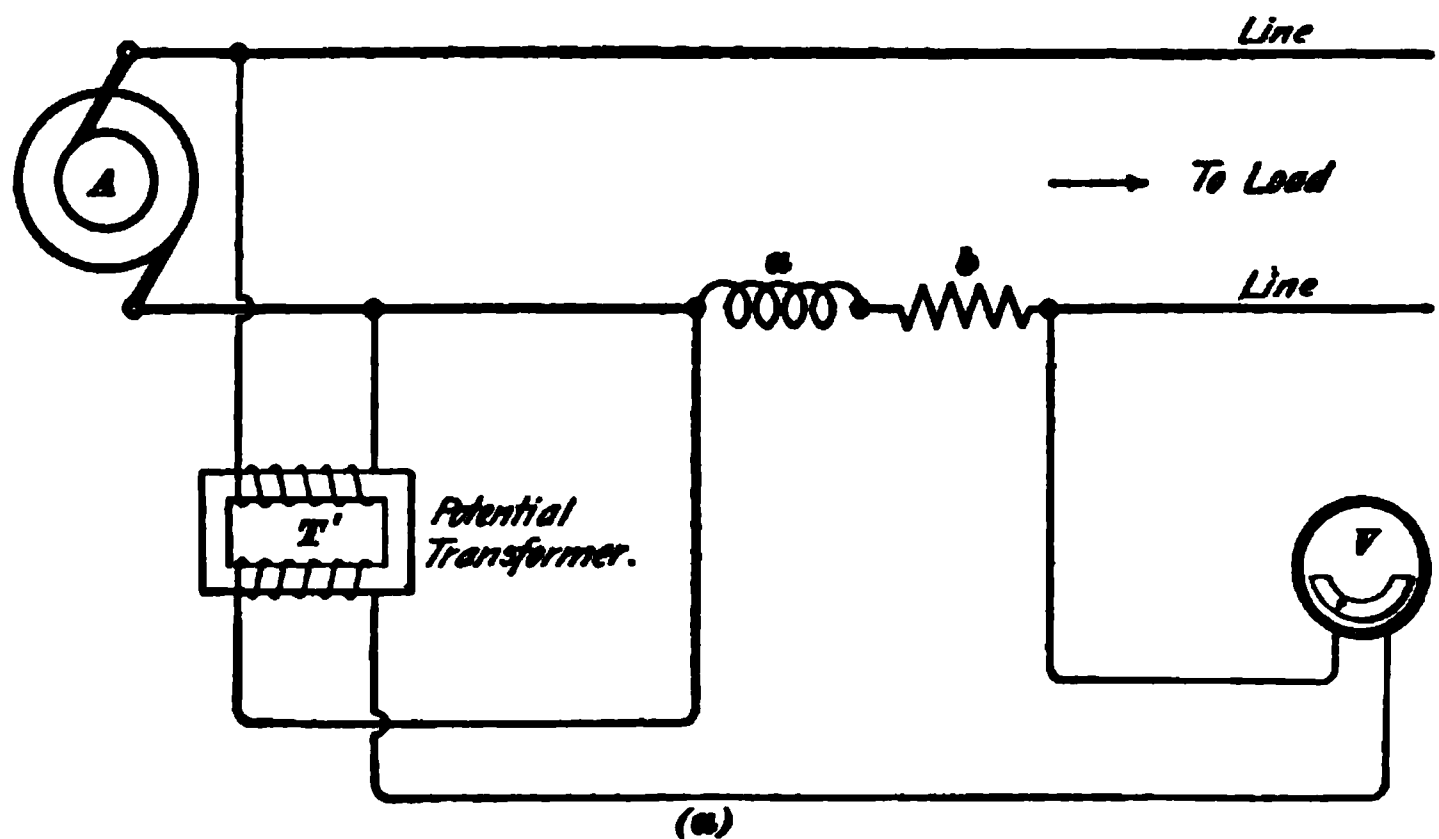 Line
A
To Load
a
b
Line
T'
Potential
Transformer.
V
(a)